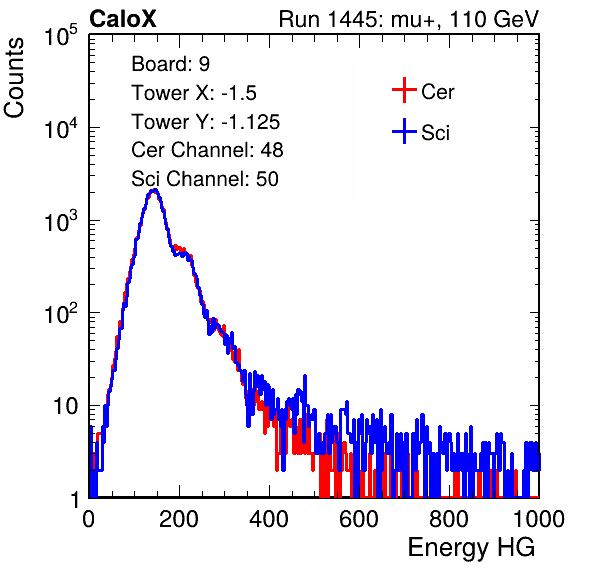 CaloX Run 1445: mu+, 110 GeV
Board: 9
Tower X: -1.5
Tower Y: -1.125
Cer Channel: 48
Sci Channel: 50
Cer
Sci
Counts
10^5
10^4
10^3
10^2
10
1
0 200 400 600 800 1000
Energy HG